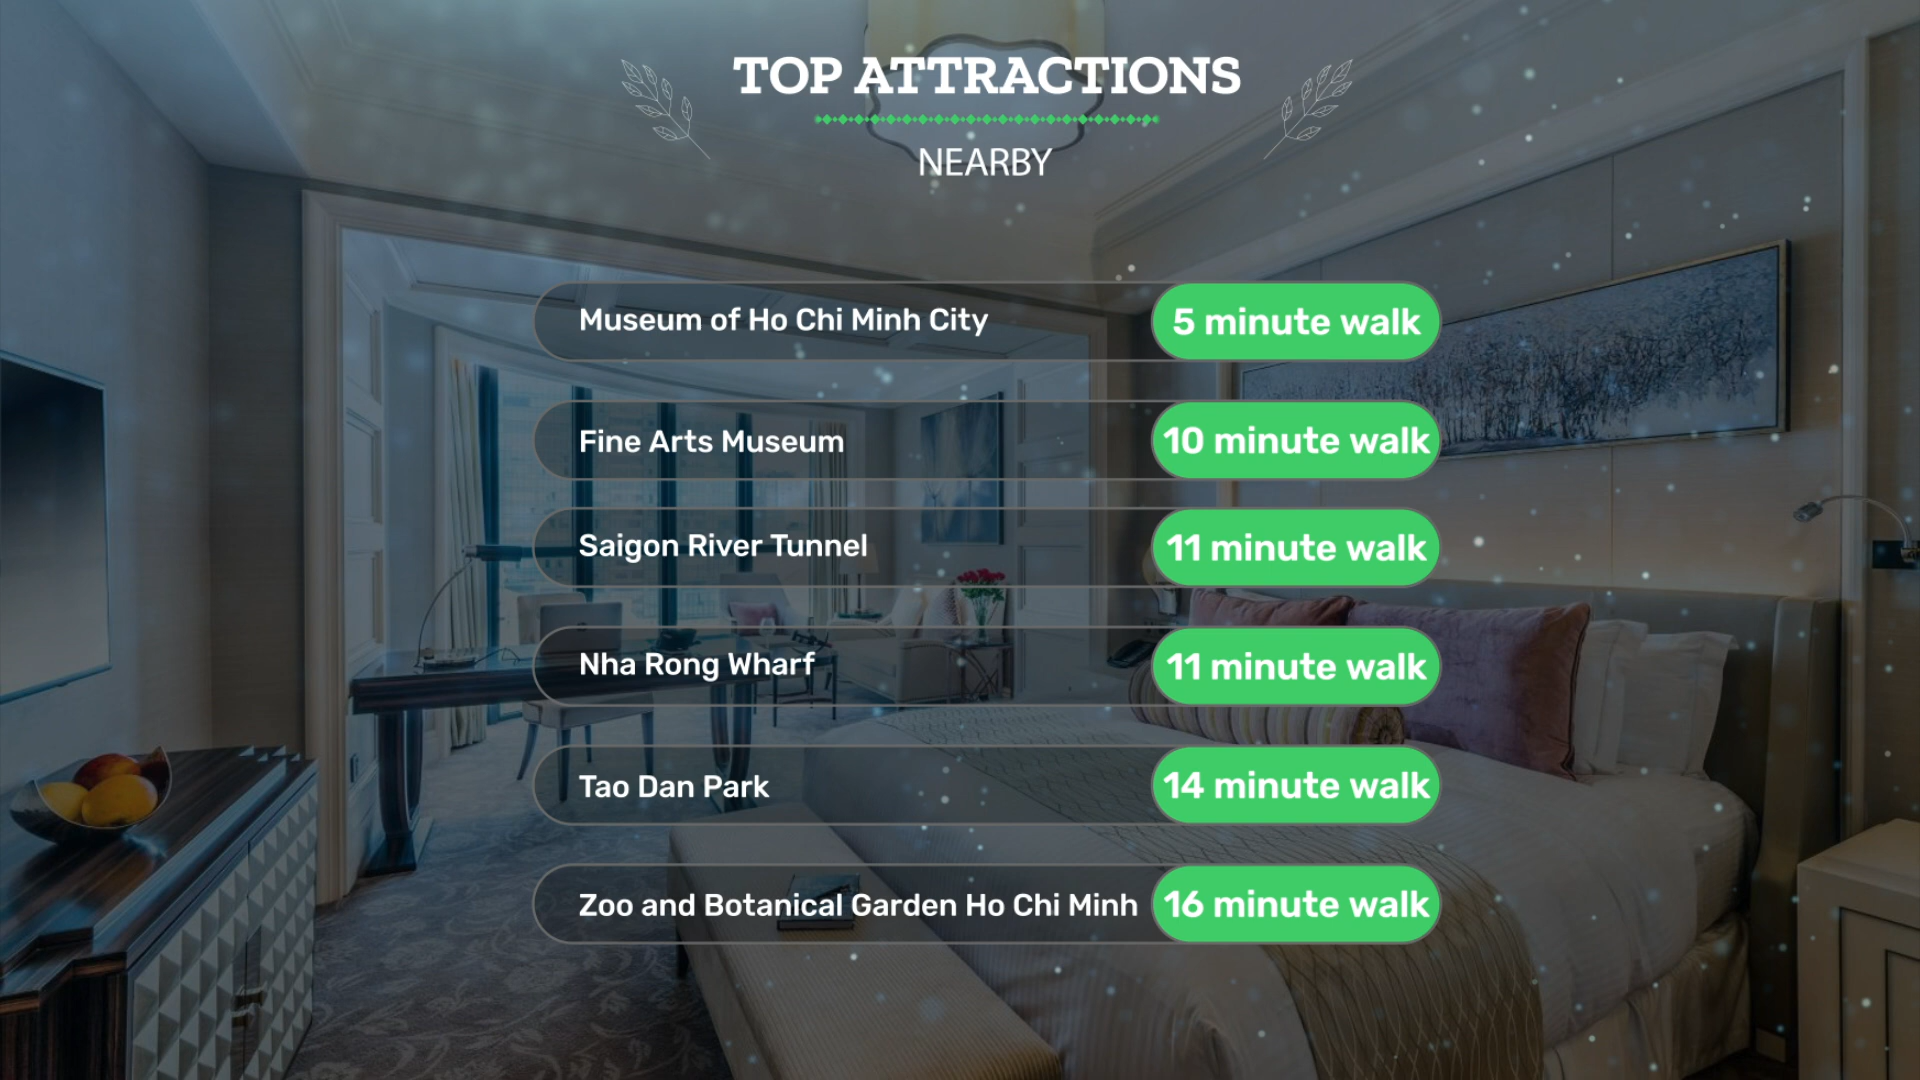 TOP ATTRACTIONS
NEARBY
Museum of Ho Chi Minh City 5 minute walk
Fine Arts Museum 10 minute walk
Saigon River Tunnel 11 minute walk
Nha Rong Wharf 11 minute walk
Tao Dan Park 14 minute walk
Zoo and Botanical Garden Ho Chi Minh 16 minute walk